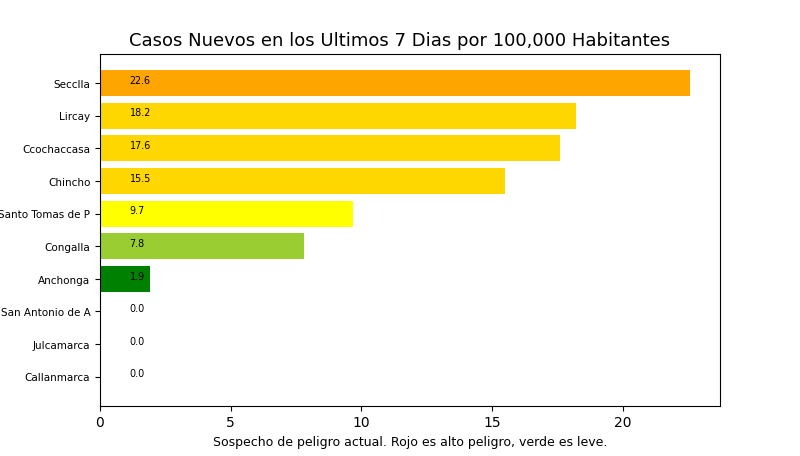 Casos Nuevos en los Ultimos 7 Dias por 100,000 Habitantes
Secclla 22.6
Lircay 18.2
Ccochaccasa 17.6
Chincho 15.5
Santo Tomas de P 9.7
Congalla 7.8
Anchonga 1.9
San Antonio de A 0.0
Julcamarca 0.0
Callanmarca 0.0
0 5 10 15 20
Sospecho de peligro actual. Rojo es alto peligro, verde es leve.